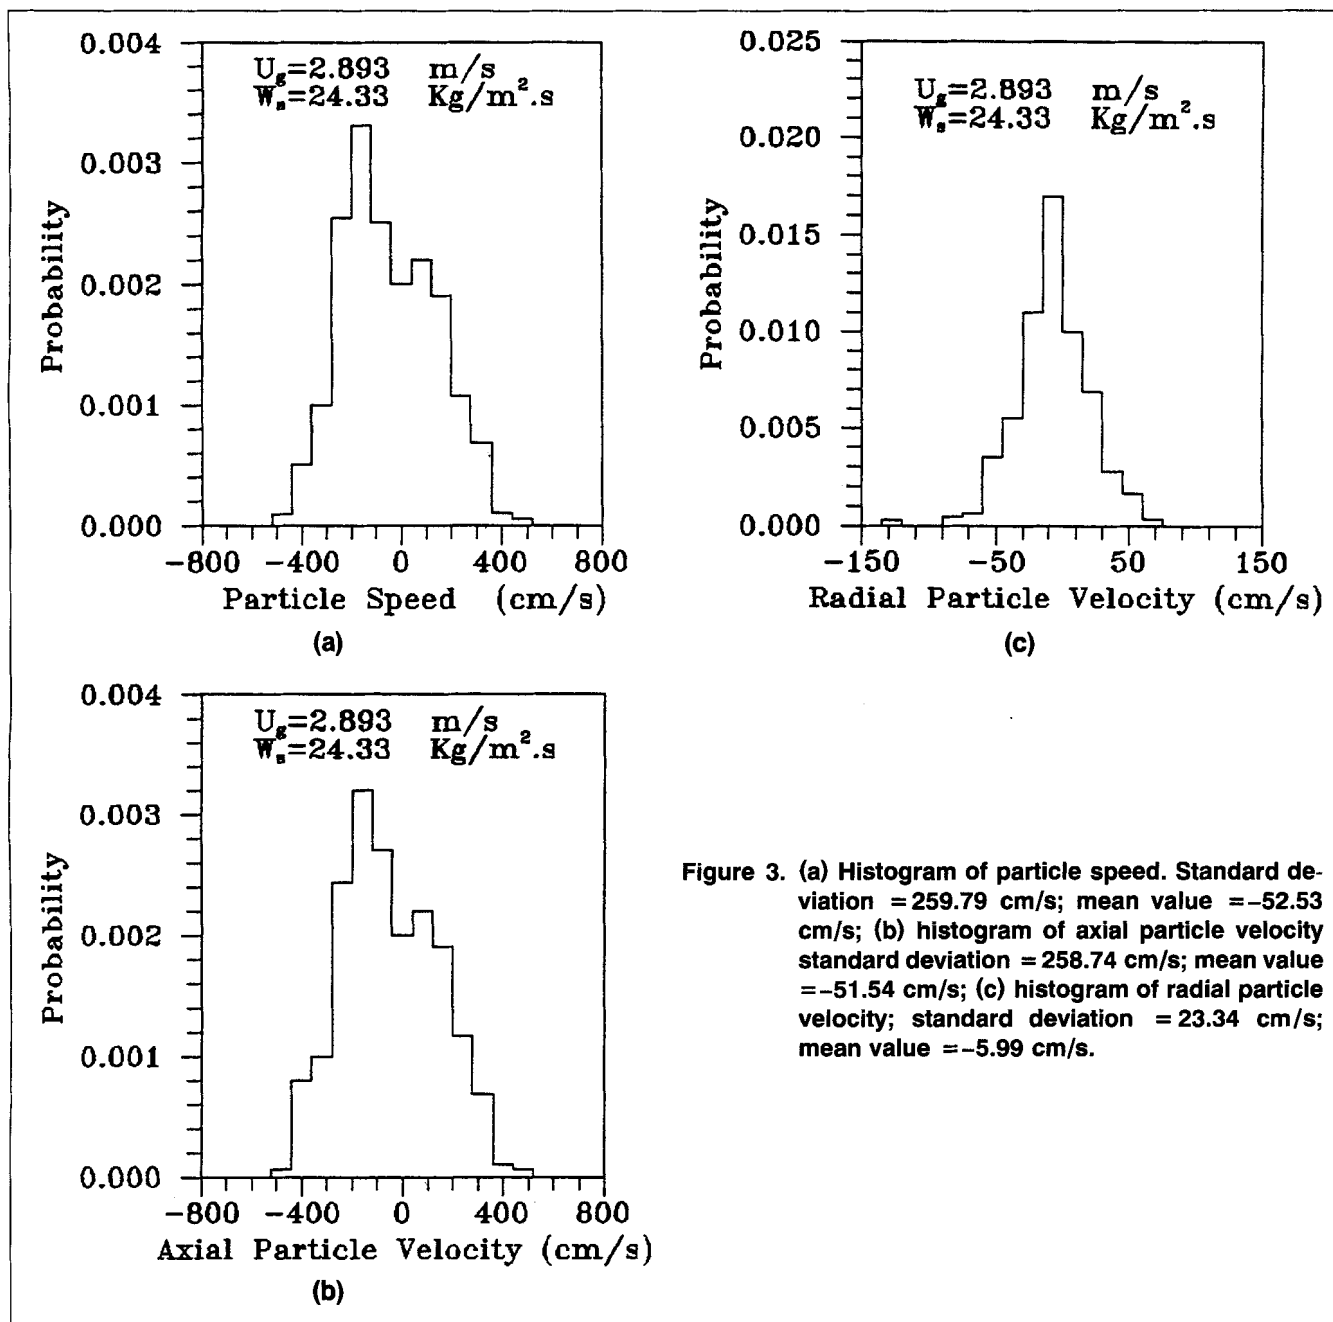 0.004
0.003
0.002
0.001
0.000
Probability
U_g=2.893 m/s
W̅_s=24.33 Kg/m².s
-800 -400 0 400 800
Particle Speed (cm/s)
(a)
0.025
0.020
0.015
0.010
0.005
0.000
Probability
U_g=2.893 m/s
W̅_s=24.33 Kg/m².s
-150 -50 50 150
Radial Particle Velocity (cm/s)
(c)
0.004
0.003
0.002
0.001
0.000
Probability
U_g=2.893 m/s
W̅_s=24.33 Kg/m².s
-800 -400 0 400 800
Axial Particle Velocity (cm/s)
(b)
Figure 3. (a) Histogram of particle speed. Standard de-
viation =259.79 cm/s; mean value =-52.53
cm/s; (b) histogram of axial particle velocity
standard deviation =258.74 cm/s; mean value
=-51.54 cm/s; (c) histogram of radial particle
velocity; standard deviation =23.34 cm/s;
mean value =-5.99 cm/s.